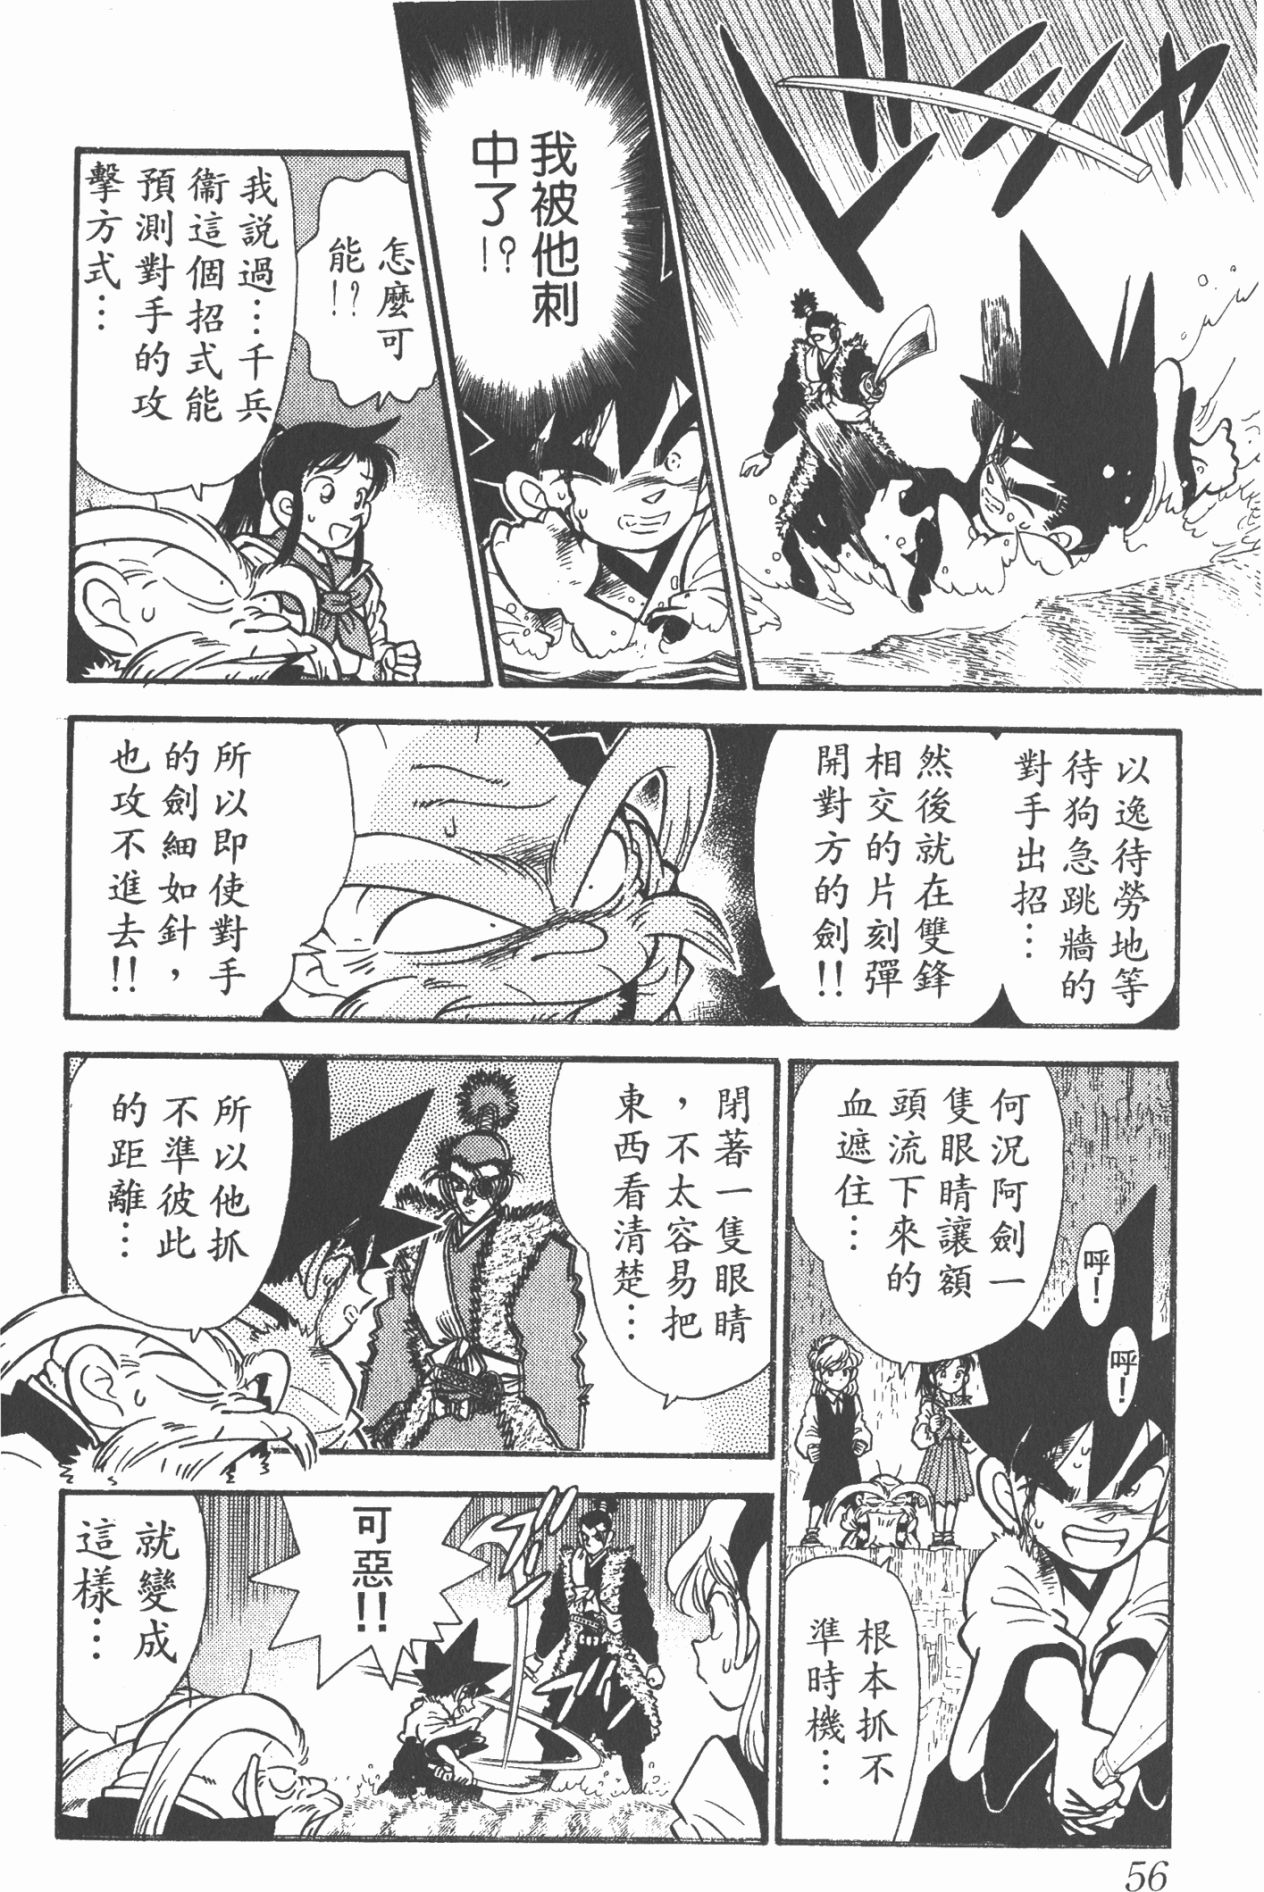 ドシャ
我被他刺
中了!?
怎麼可
能!?
我說過…千兵
衛這個招式能
預測對手的攻
擊方式…
以逸待勞地等
待狗急跳牆的
對手出招…
然後就在雙鋒
相交的片刻彈
開對方的劍!!
所以即使對手
的劍細如針，
也攻不進去!!
何況阿劍一
隻眼睛讓額
頭流下來的
血遮住…
呼！
呼！
根本抓不
準時機…
閉著一隻眼睛
，不太容易把
東西看清楚…
所以他抓
不準彼此
的距離…
可惡!!
就變成
這樣…
56